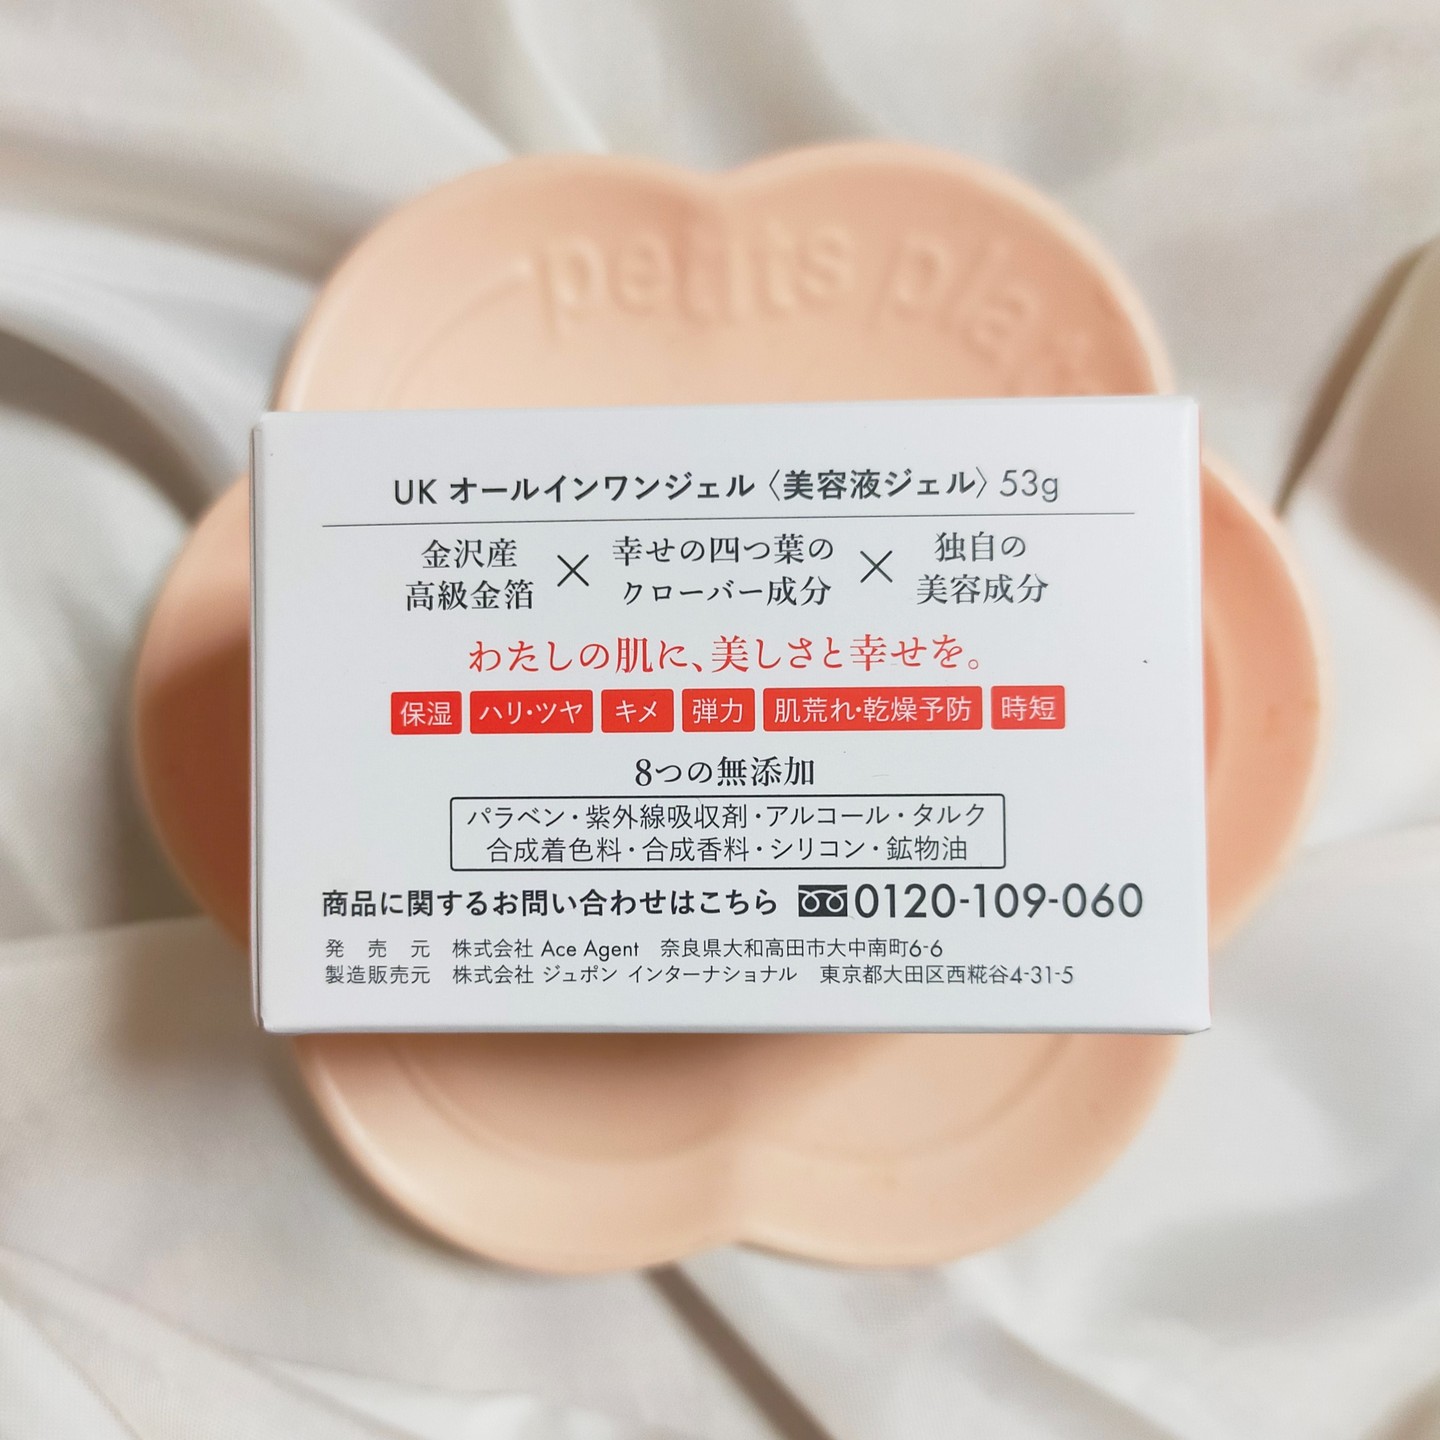 petits pla
UK オールインワンジェル〈美容液ジェル〉53g
金沢産
高級金箔
×
幸せの四つ葉の
クローバー成分
×
独自の
美容成分
わたしの肌に、美しさと幸せを。
保湿 ハリ・ツヤ キメ 弾力 肌荒れ・乾燥予防 時短
8つの無添加
パラベン・紫外線吸収剤・アルコール・タルク
合成着色料・合成香料・シリコン・鉱物油
商品に関するお問い合わせはこちら 0120-109-060
発売元 株式会社 Ace Agent 奈良県大和高田市大中南町6-6
製造販売元 株式会社 ジュポン インターナショナル 東京都大田区西糀谷4-31-5